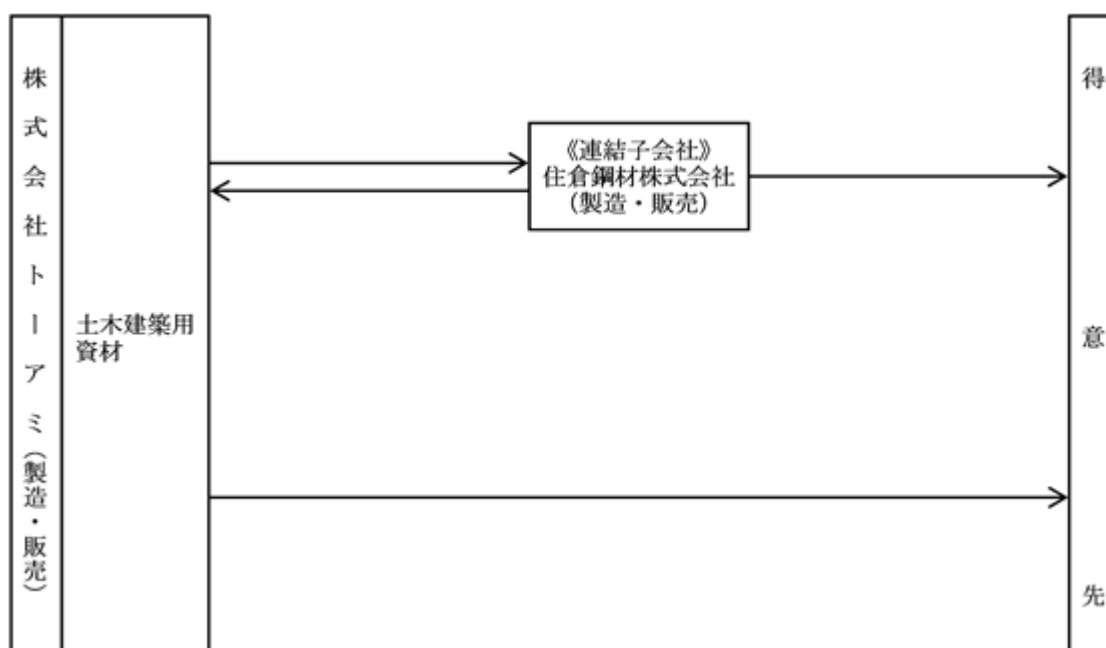 株式会社トーアミ(製造・販売)
土木建築用
資材
《連結子会社》
住倉鋼材株式会社
(製造・販売)
得意先